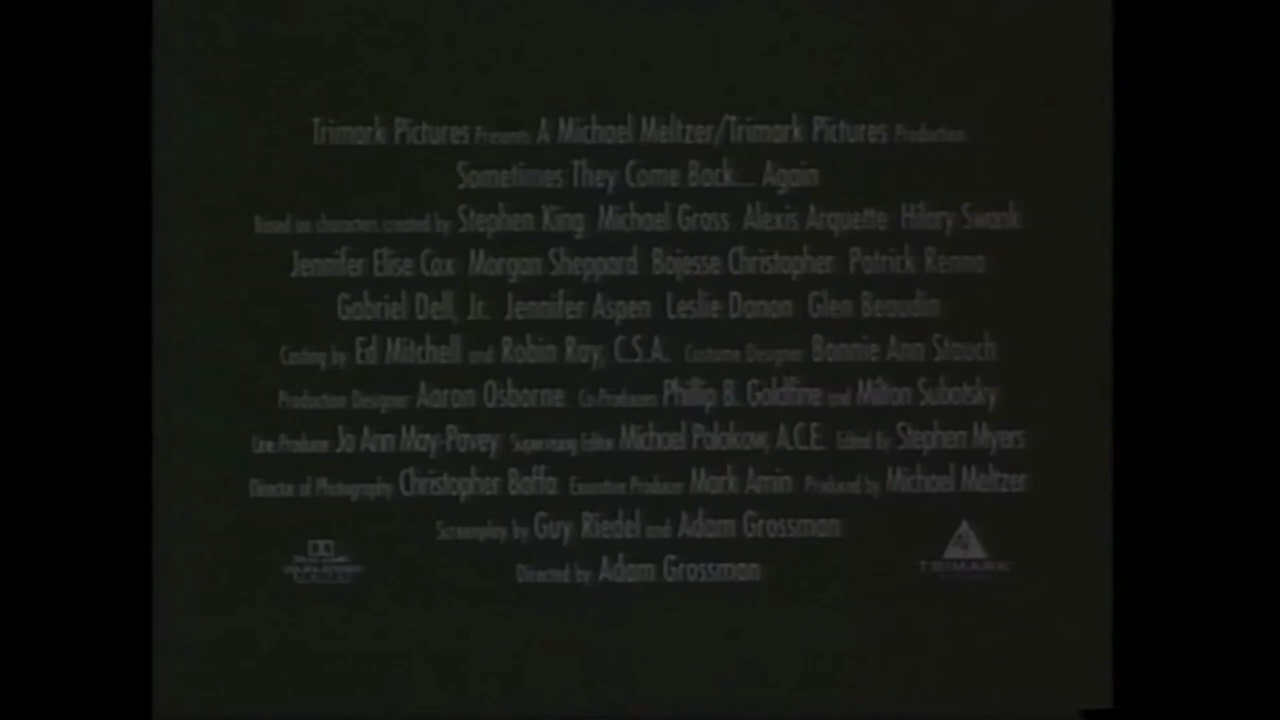 Trimark Pictures Presents A Michael Meltzer/Trimark Pictures Production
Sometimes They Come Back... Again
Based on characters created by Stephen King Michael Gross Alexis Arquette Hilary Swank
Jennifer Elise Cox Morgan Sheppard Bojesse Christopher Patrick Renna
Gabriel Dell, Jr. Jennifer Aspen Leslie Danon Glen Beaudin
Casting by Ed Mitchell and Robin Ray, C.S.A. Costume Designer Bonnie Ann Stauch
Production Designer Aaron Osborne Co-Producers Phillip B. Goldfine and Milton Subotsky
Line Producer Jo Ann May-Pavey Supervising Editor Michael Polakow, A.C.E. Edited by Stephen Myers
Director of Photography Christopher Baffa Executive Producer Mark Amin Produced by Michael Meltzer
Screenplay by Guy Riedel and Adam Grossman
Directed by Adam Grossman
TRIMARK